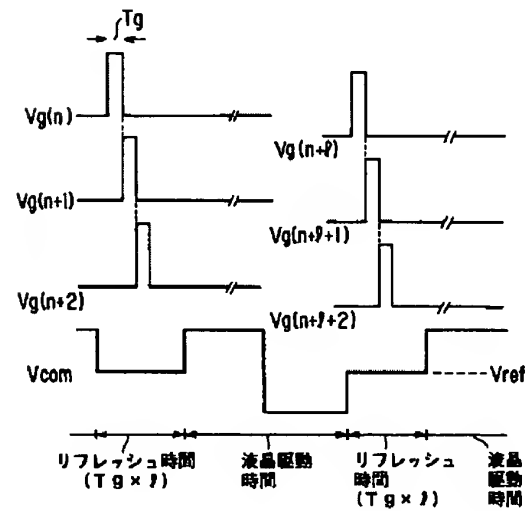 Tg
Vg(n)
Vg(n+1)
Vg(n+2)
Vg(n+ℓ)
Vg(n+ℓ+1)
Vg(n+ℓ+2)
Vcom
Vref
リフレッシュ時間
(Tg×ℓ)
液晶駆動
時間
リフレッシュ
時間
(Tg×ℓ)
液晶
駆動
時間